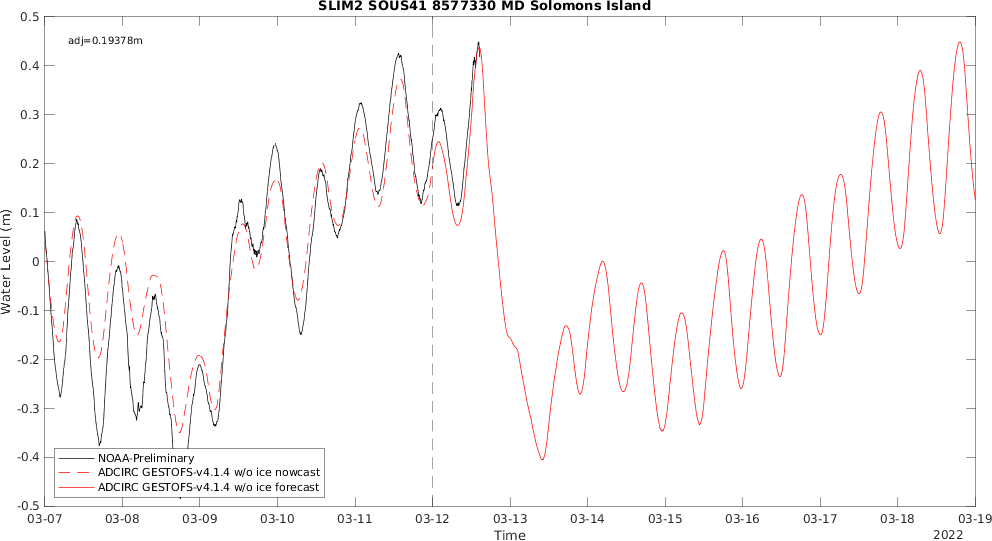 SLIM2 SOUS41 8577330 MD Solomons Island
adj=0.19378m
0.5
0.4
0.3
0.2
0.1
0
-0.1
-0.2
-0.3
-0.4
-0.5
Water Level (m)
NOAA-Preliminary
ADCIRC GESTOFS-v4.1.4 w/o ice nowcast
ADCIRC GESTOFS-v4.1.4 w/o ice forecast
03-07 03-08 03-09 03-10 03-11 03-12 03-13 03-14 03-15 03-16 03-17 03-18 03-19
Time
2022